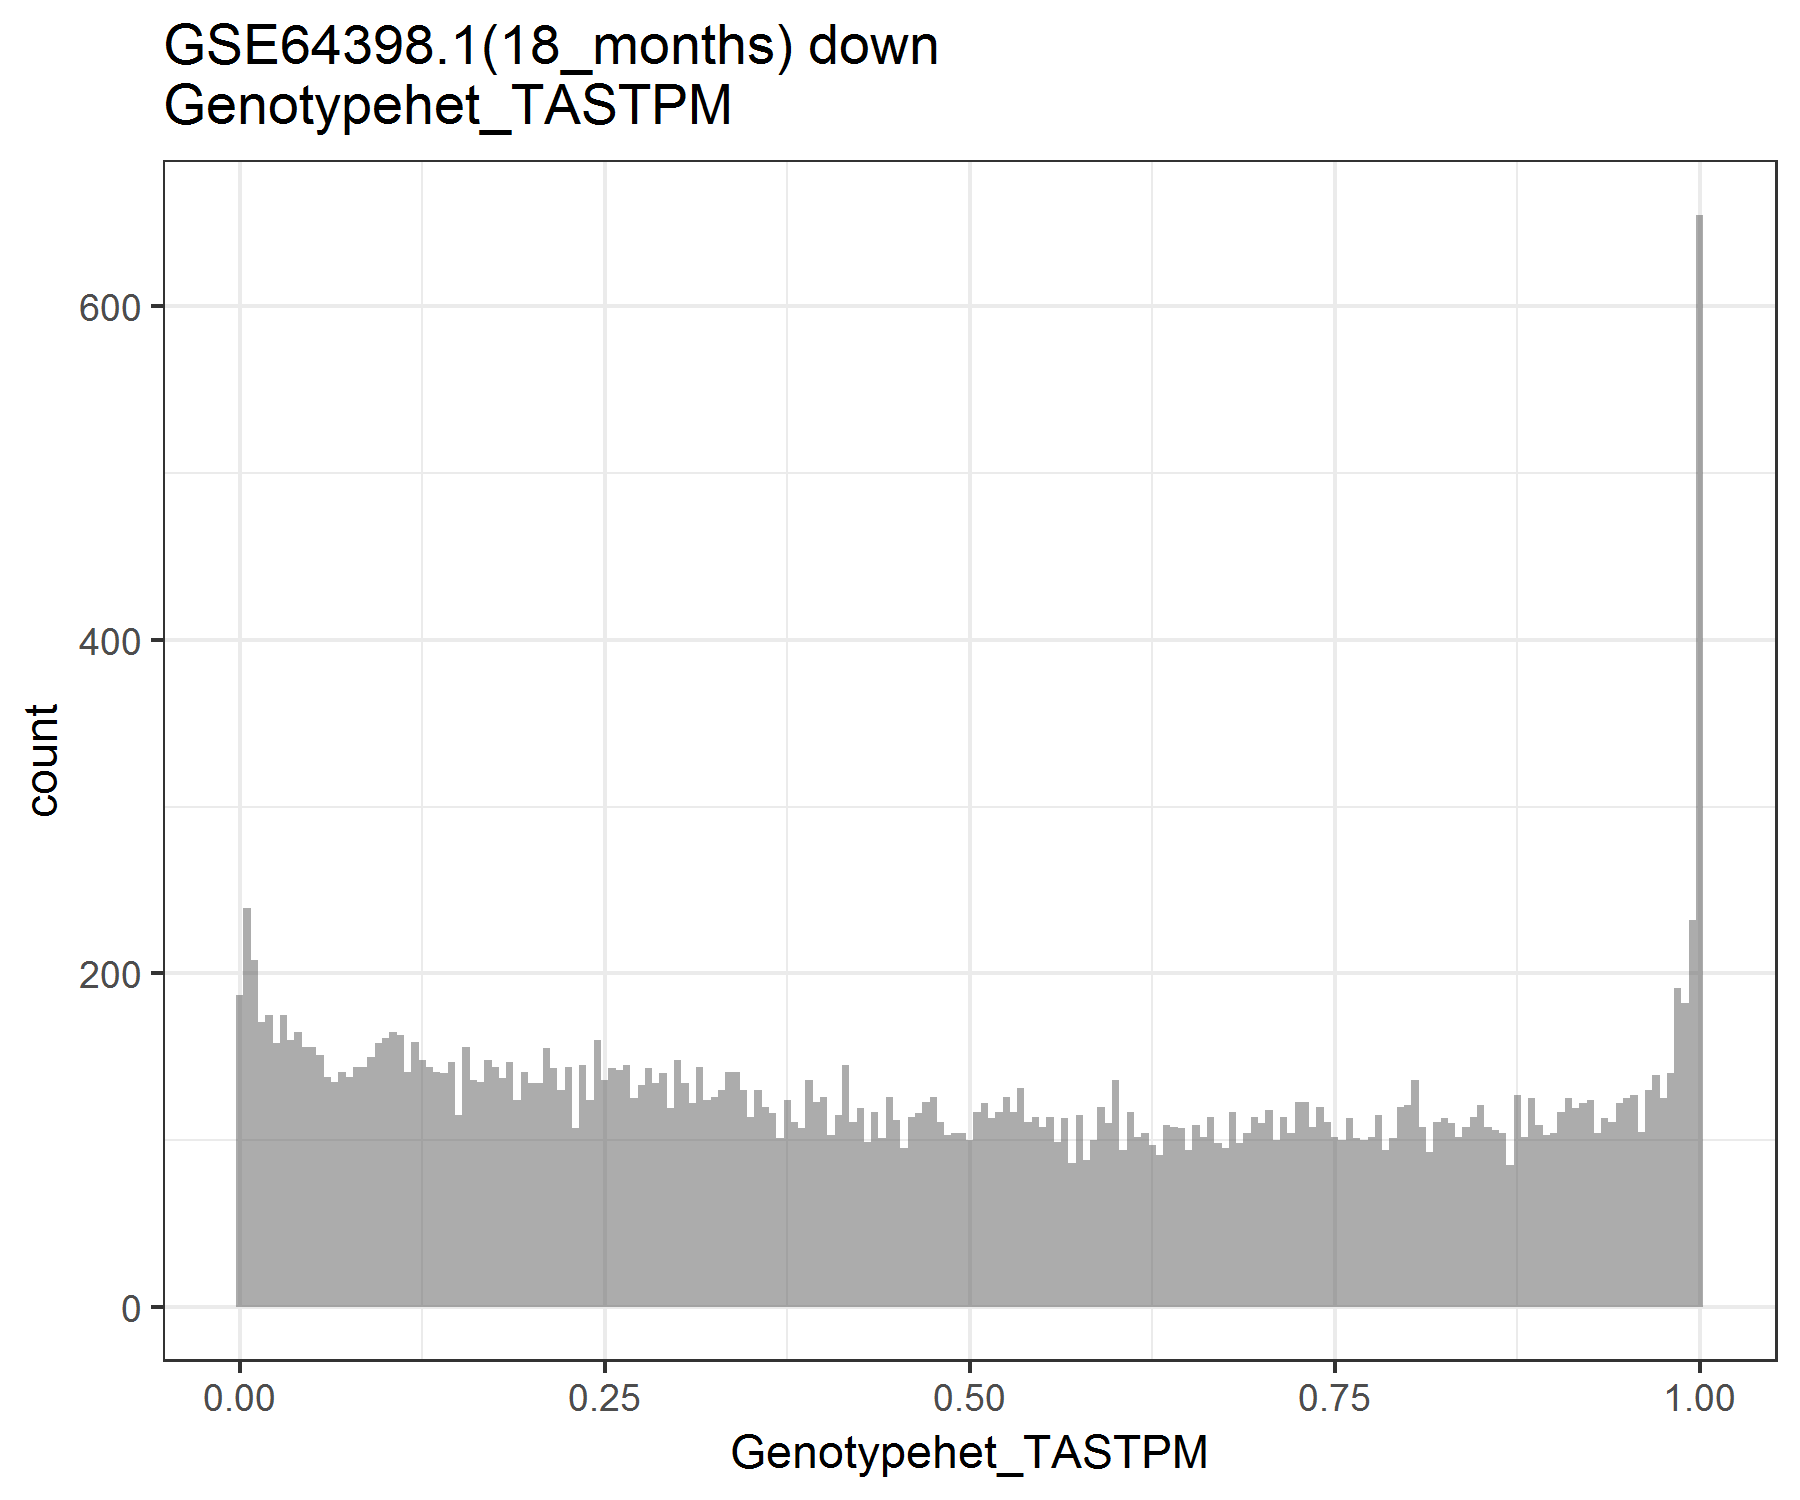 GSE64398.1(18_months) down
Genotypehet_TASTPM
600
400
200
0
count
0.00 0.25 0.50 0.75 1.00
Genotypehet_TASTPM